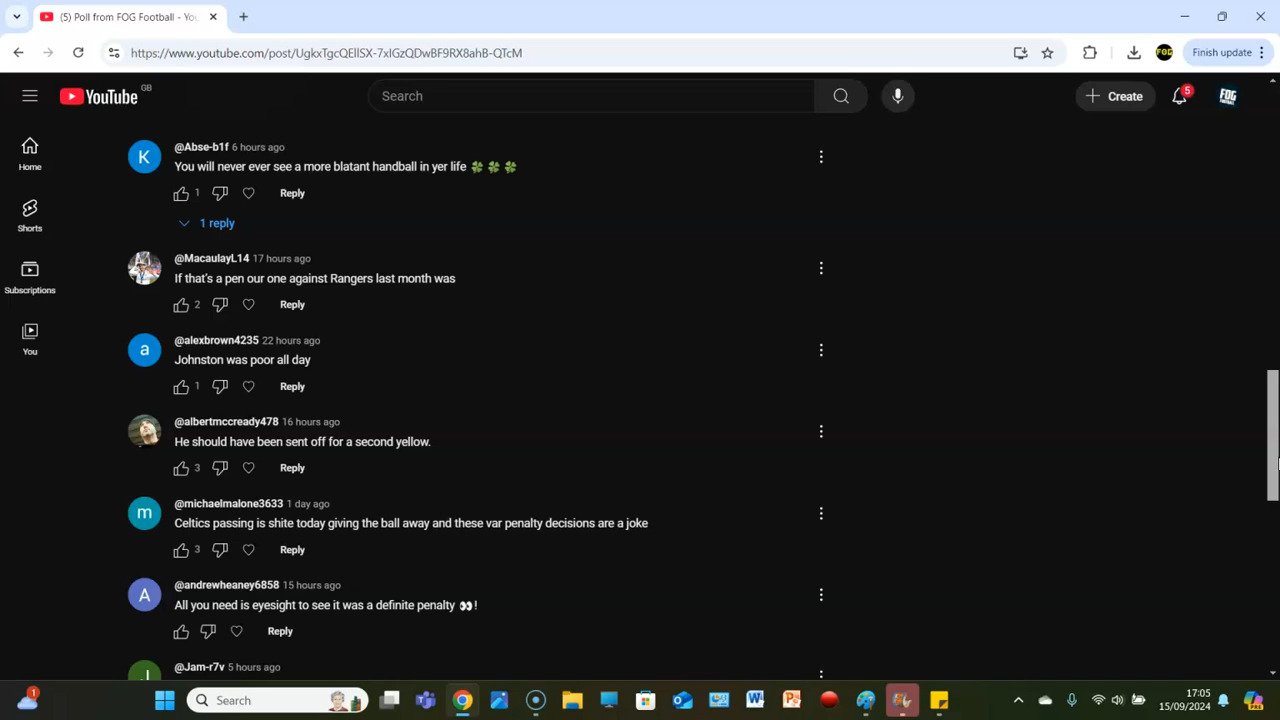 (5) Poll from FOG Football - You
https://www.youtube.com/post/UgkxTgcQEllSX-7xIGzQDwBF9RX8ahB-QTcM
FOG
Finish update
YouTube GB
Search
Create
5
FOG
FOOTBALL
Home
Shorts
Subscriptions
You
K
@Abse-b1f 6 hours ago
You will never ever see a more blatant handball in yer life 🍀 🍀 🍀
1 Reply
1 reply
@MacaulayL14 17 hours ago
If that's a pen our one against Rangers last month was
2 Reply
a
@alexbrown4235 22 hours ago
Johnston was poor all day
1 Reply
@albertmccready478 16 hours ago
He should have been sent off for a second yellow.
3 Reply
m
@michaelmalone3633 1 day ago
Celtics passing is shite today giving the ball away and these var penalty decisions are a joke
3 Reply
A
@andrewheaney6858 15 hours ago
All you need is eyesight to see it was a definite penalty 👀!
Reply
J
@Jam-r7v 5 hours ago
1
Search
17:05
15/09/2024